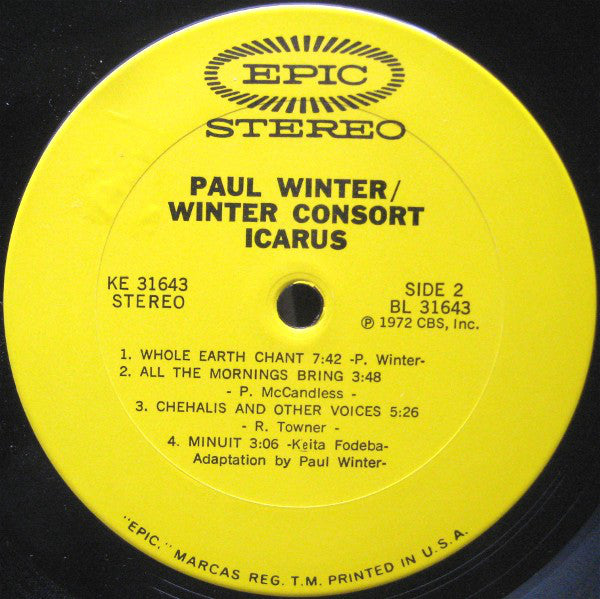 EPIC
STEREO
PAUL WINTER/
WINTER CONSORT
ICARUS
KE 31643
STEREO
SIDE 2
BL 31643
℗ 1972 CBS, Inc.
1. WHOLE EARTH CHANT 7:42 -P. Winter-
2. ALL THE MORNINGS BRING 3:48
- P. McCandless -
3. CHEHALIS AND OTHER VOICES 5:26
- R. Towner -
4. MINUIT 3:06 -Keita Fodeba-
Adaptation by Paul Winter-
"EPIC," MARCAS REG. T.M. PRINTED IN U.S.A.